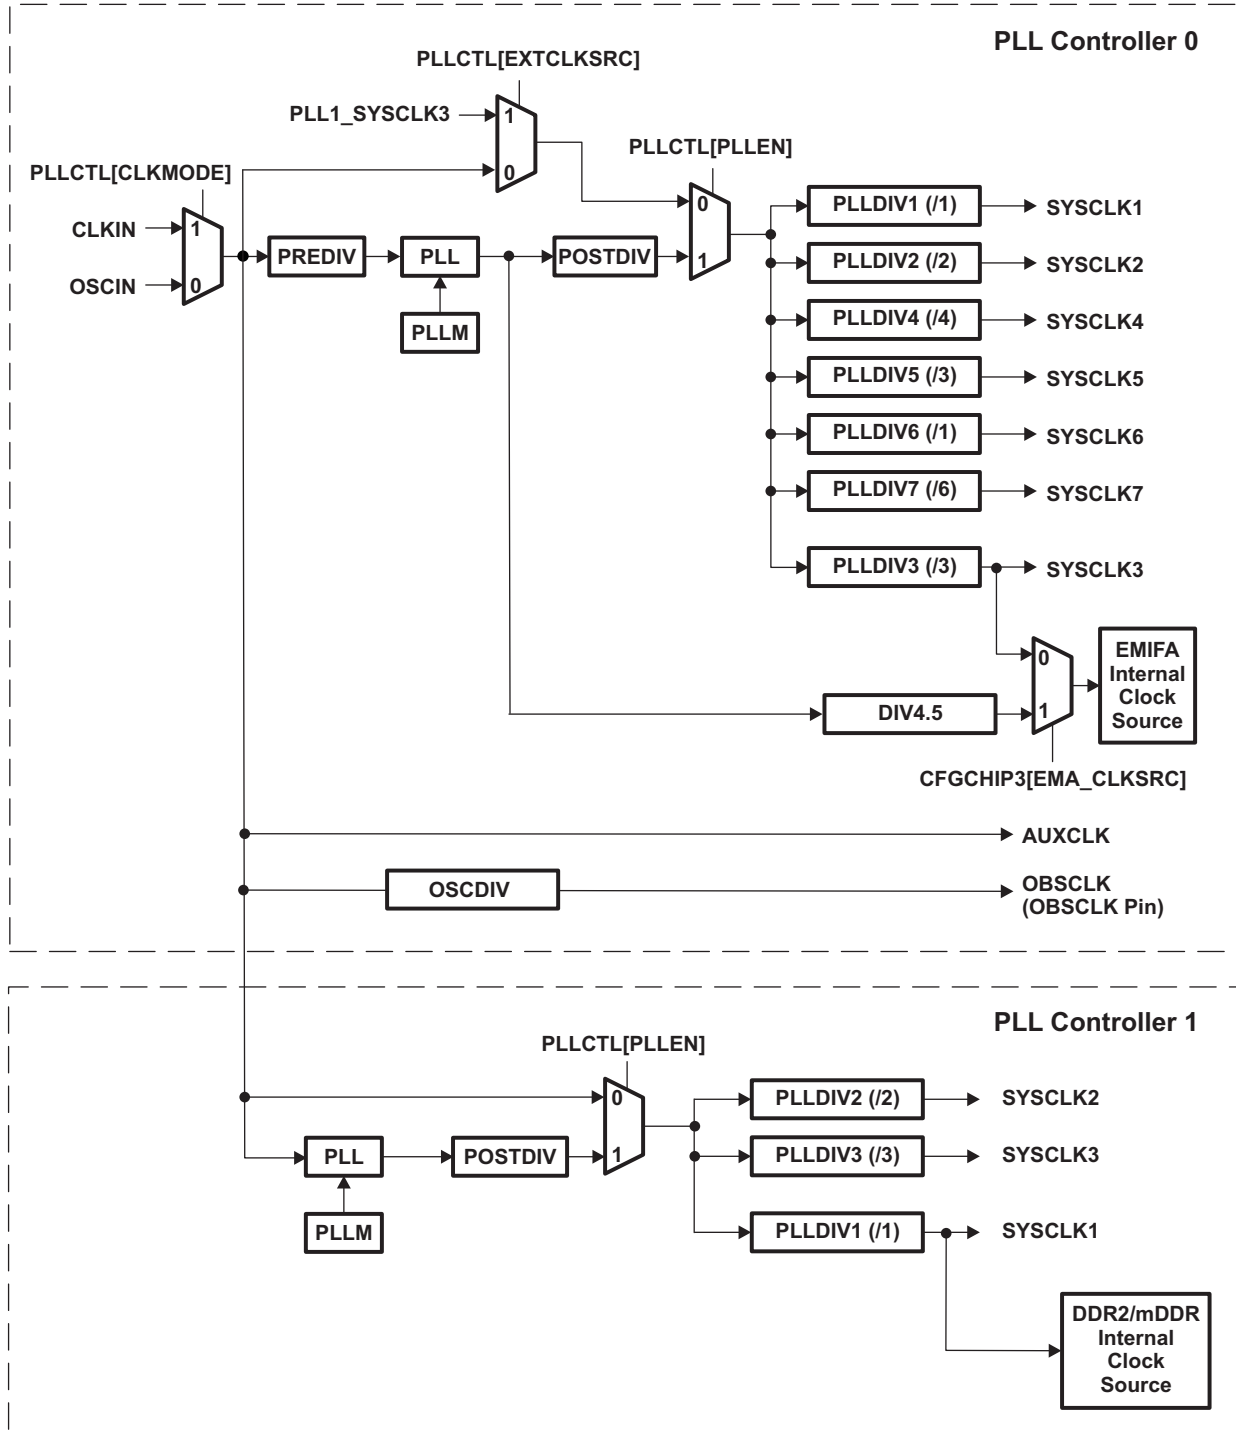 PLL Controller 0
PLLCTL[EXTCLKSRC]
PLL1_SYSCLK3
1
0
PLLCTL[PLLEN]
0
1
PLLCTL[CLKMODE]
CLKIN
1
OSCIN
0
PREDIV
PLL
POSTDIV
PLLM
PLLDIV1 (/1)
SYSCLK1
PLLDIV2 (/2)
SYSCLK2
PLLDIV4 (/4)
SYSCLK4
PLLDIV5 (/3)
SYSCLK5
PLLDIV6 (/1)
SYSCLK6
PLLDIV7 (/6)
SYSCLK7
PLLDIV3 (/3)
SYSCLK3
0
1
EMIFA
Internal
Clock
Source
DIV4.5
CFGCHIP3[EMA_CLKSRC]
AUXCLK
OSCDIV
OBSCLK
(OBSCLK Pin)
PLL Controller 1
PLLCTL[PLLEN]
0
1
PLL
POSTDIV
PLLM
PLLDIV2 (/2)
SYSCLK2
PLLDIV3 (/3)
SYSCLK3
PLLDIV1 (/1)
SYSCLK1
DDR2/mDDR
Internal
Clock
Source